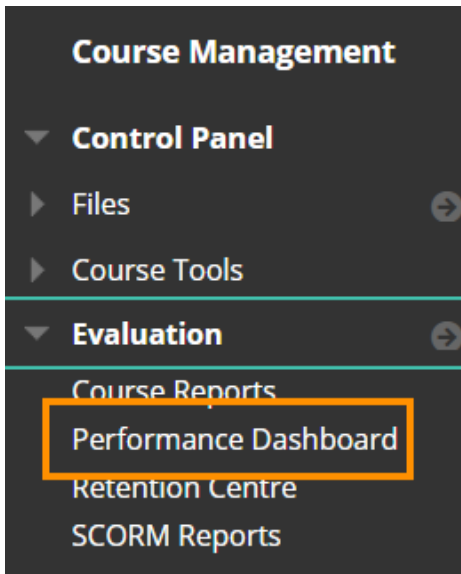 Course Management
Control Panel
Files
Course Tools
Evaluation
Course Reports
Performance Dashboard
Retention Centre
SCORM Reports